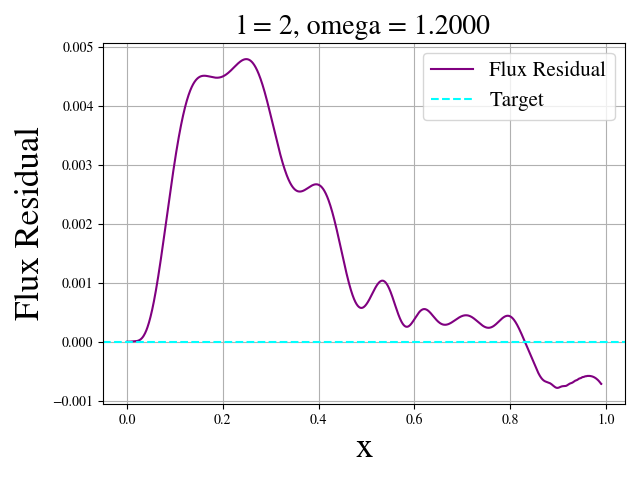 l = 2, omega = 1.2000
Flux Residual
Target
Flux Residual
0.005
0.004
0.003
0.002
0.001
0.000
−0.001
0.0 0.2 0.4 0.6 0.8 1.0
x